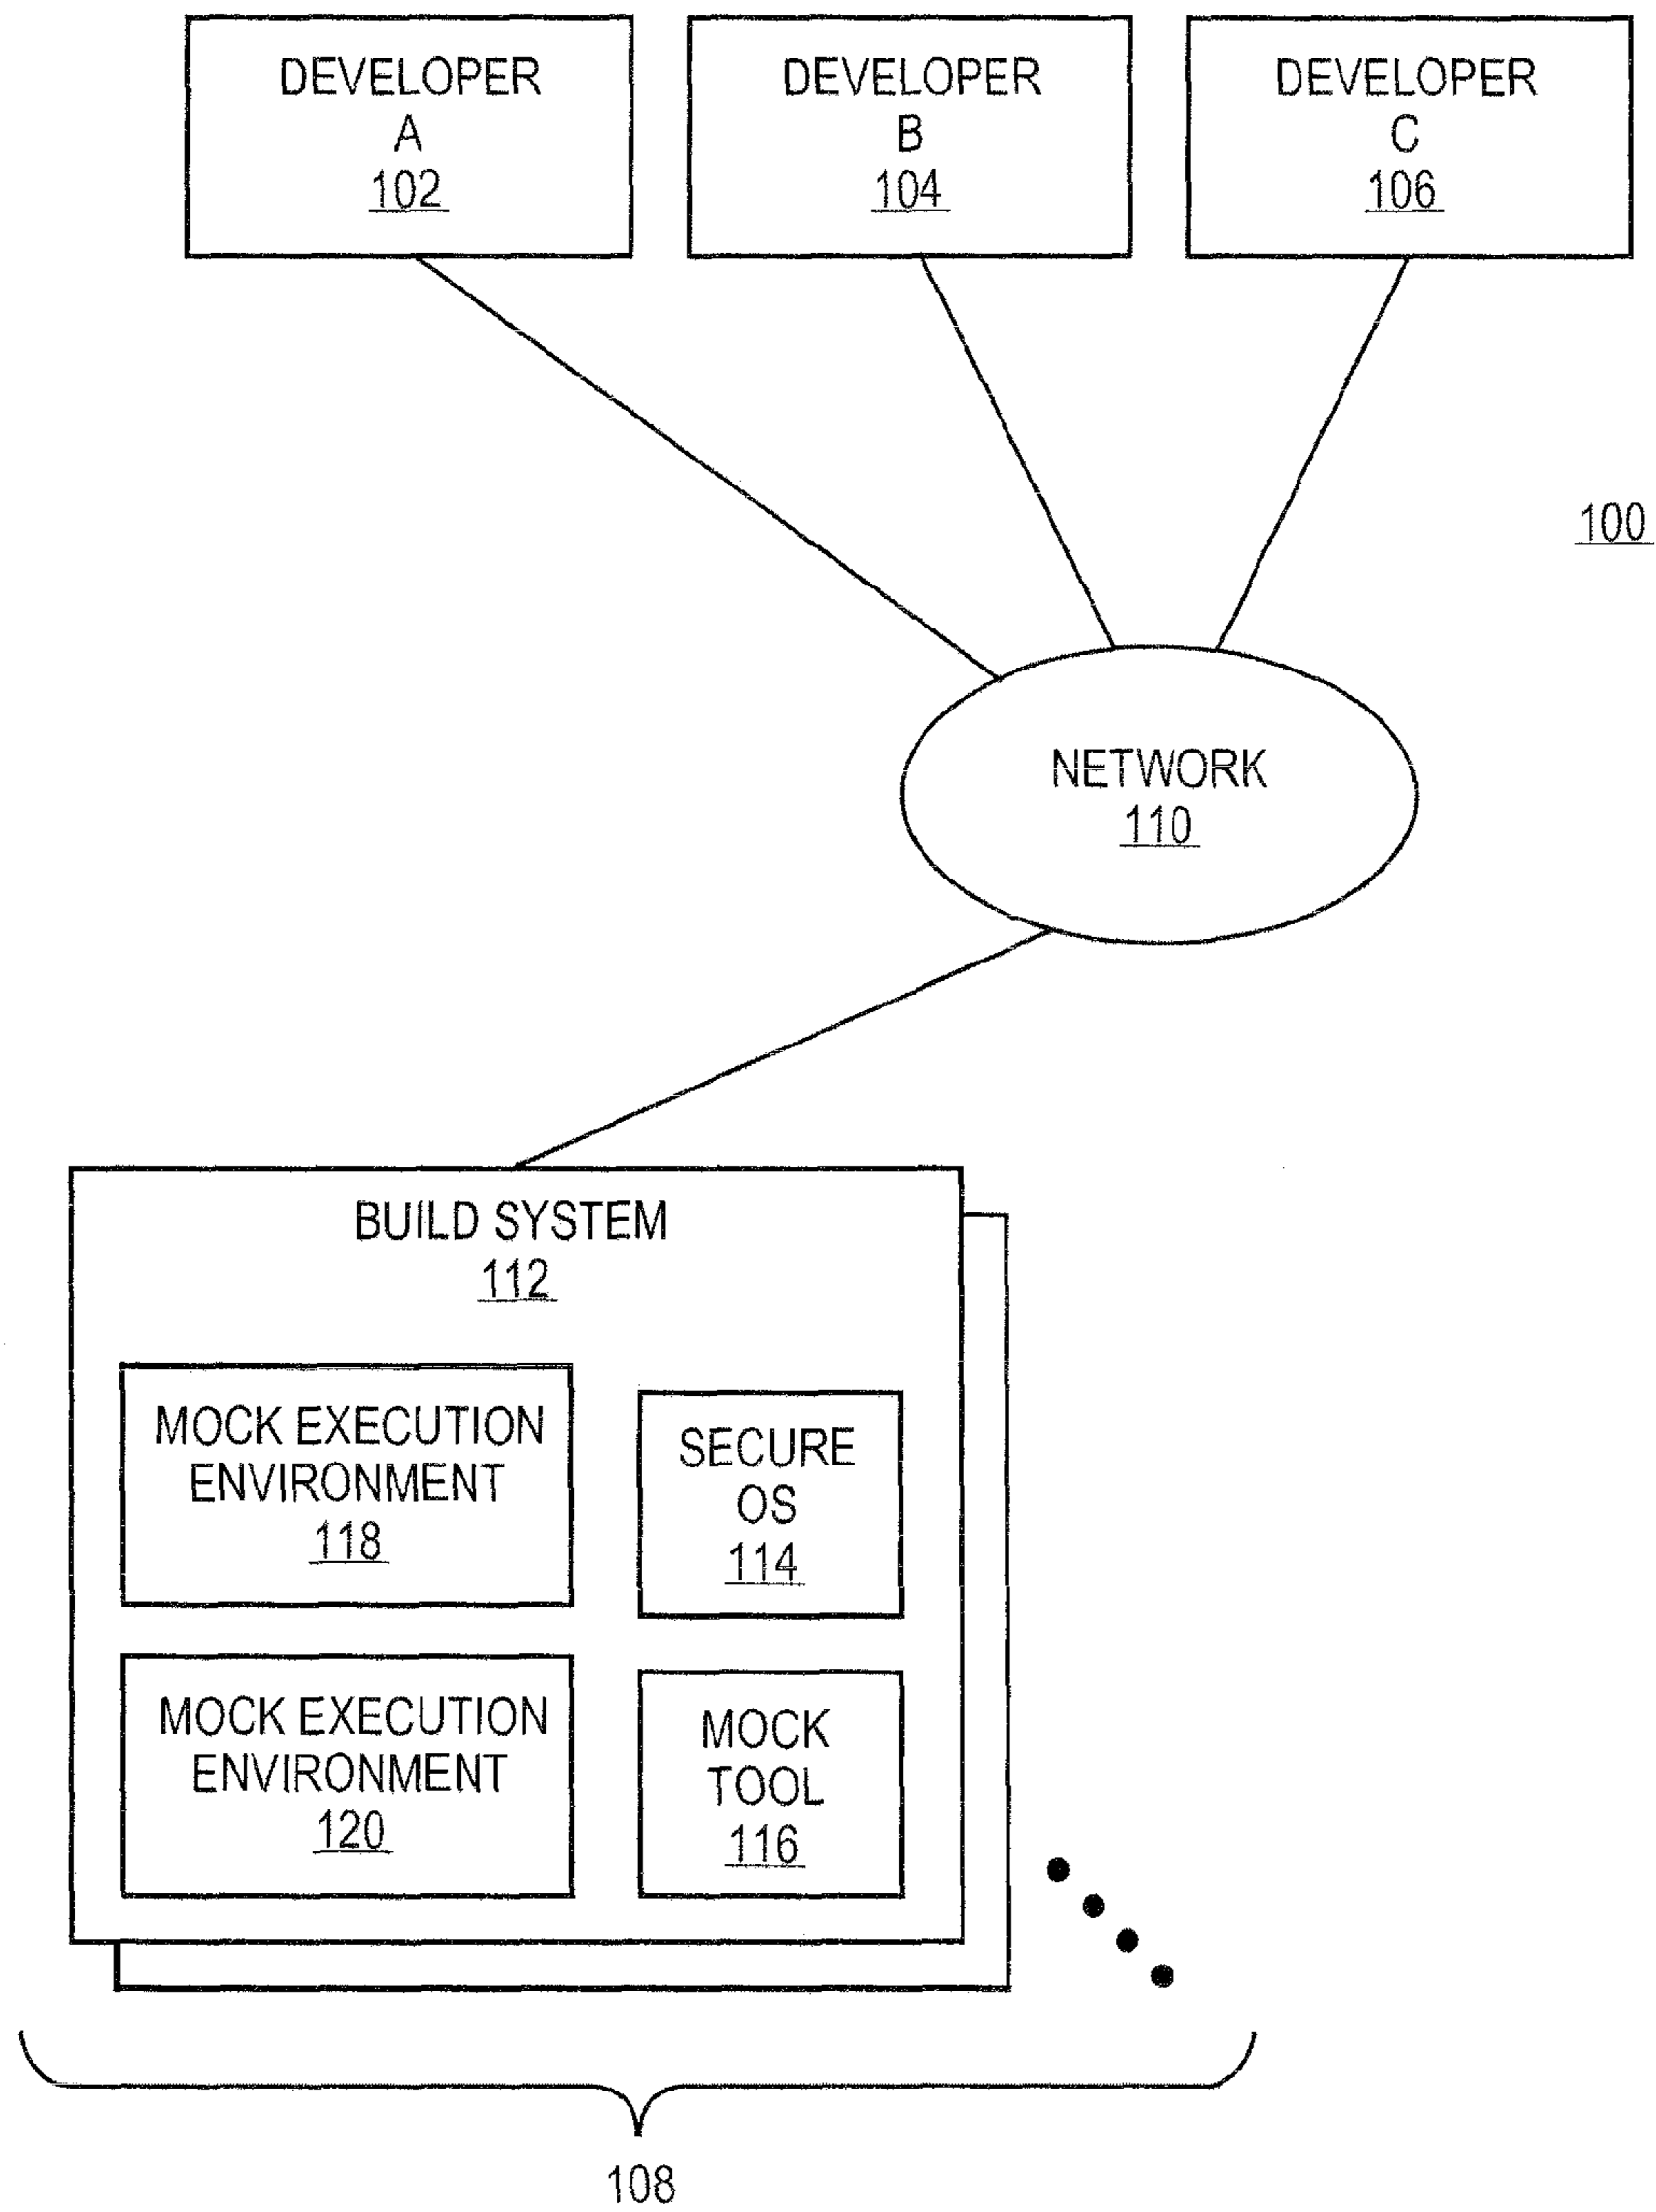 DEVELOPER
A
102
DEVELOPER
B
104
DEVELOPER
C
106
100
NETWORK
110
BUILD SYSTEM
112
MOCK EXECUTION
ENVIRONMENT
118
SECURE
OS
114
MOCK EXECUTION
ENVIRONMENT
120
MOCK
TOOL
116
108